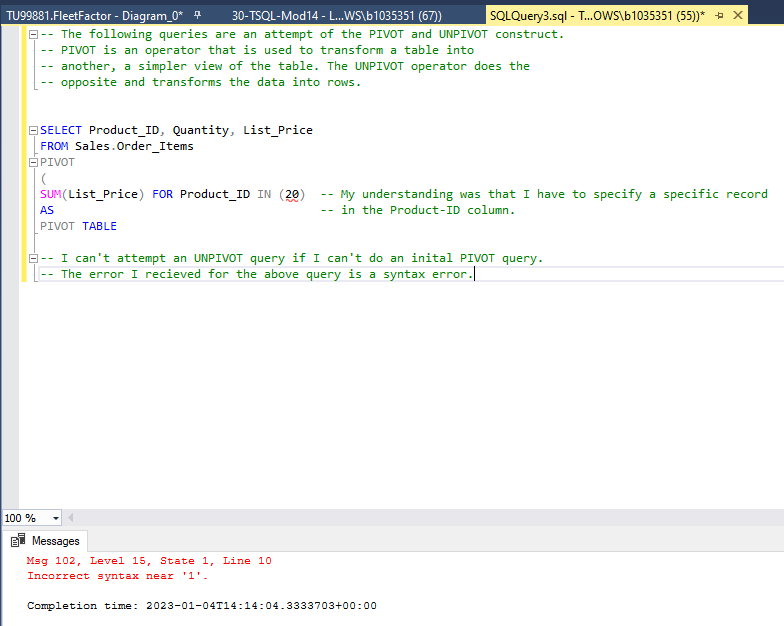 TU99881.FleetFactor - Diagram_0*
30-TSQL-Mod14 - L...WS\b1035351 (67))
SQLQuery3.sql - T...OWS\b1035351 (55))*
-- The following queries are an attempt of the PIVOT and UNPIVOT construct.
-- PIVOT is an operator that is used to transform a table into
-- another, a simpler view of the table. The UNPIVOT operator does the
-- opposite and transforms the data into rows.
SELECT Product_ID, Quantity, List_Price
FROM Sales.Order_Items
PIVOT
(
SUM(List_Price) FOR Product_ID IN (20)  -- My understanding was that I have to specify a specific record
AS -- in the Product-ID column.
PIVOT TABLE
-- I can't attempt an UNPIVOT query if I can't do an inital PIVOT query.
-- The error I recieved for the above query is a syntax error.
100 %
Messages
Msg 102, Level 15, State 1, Line 10
Incorrect syntax near '1'.
Completion time: 2023-01-04T14:14:04.3333703+00:00